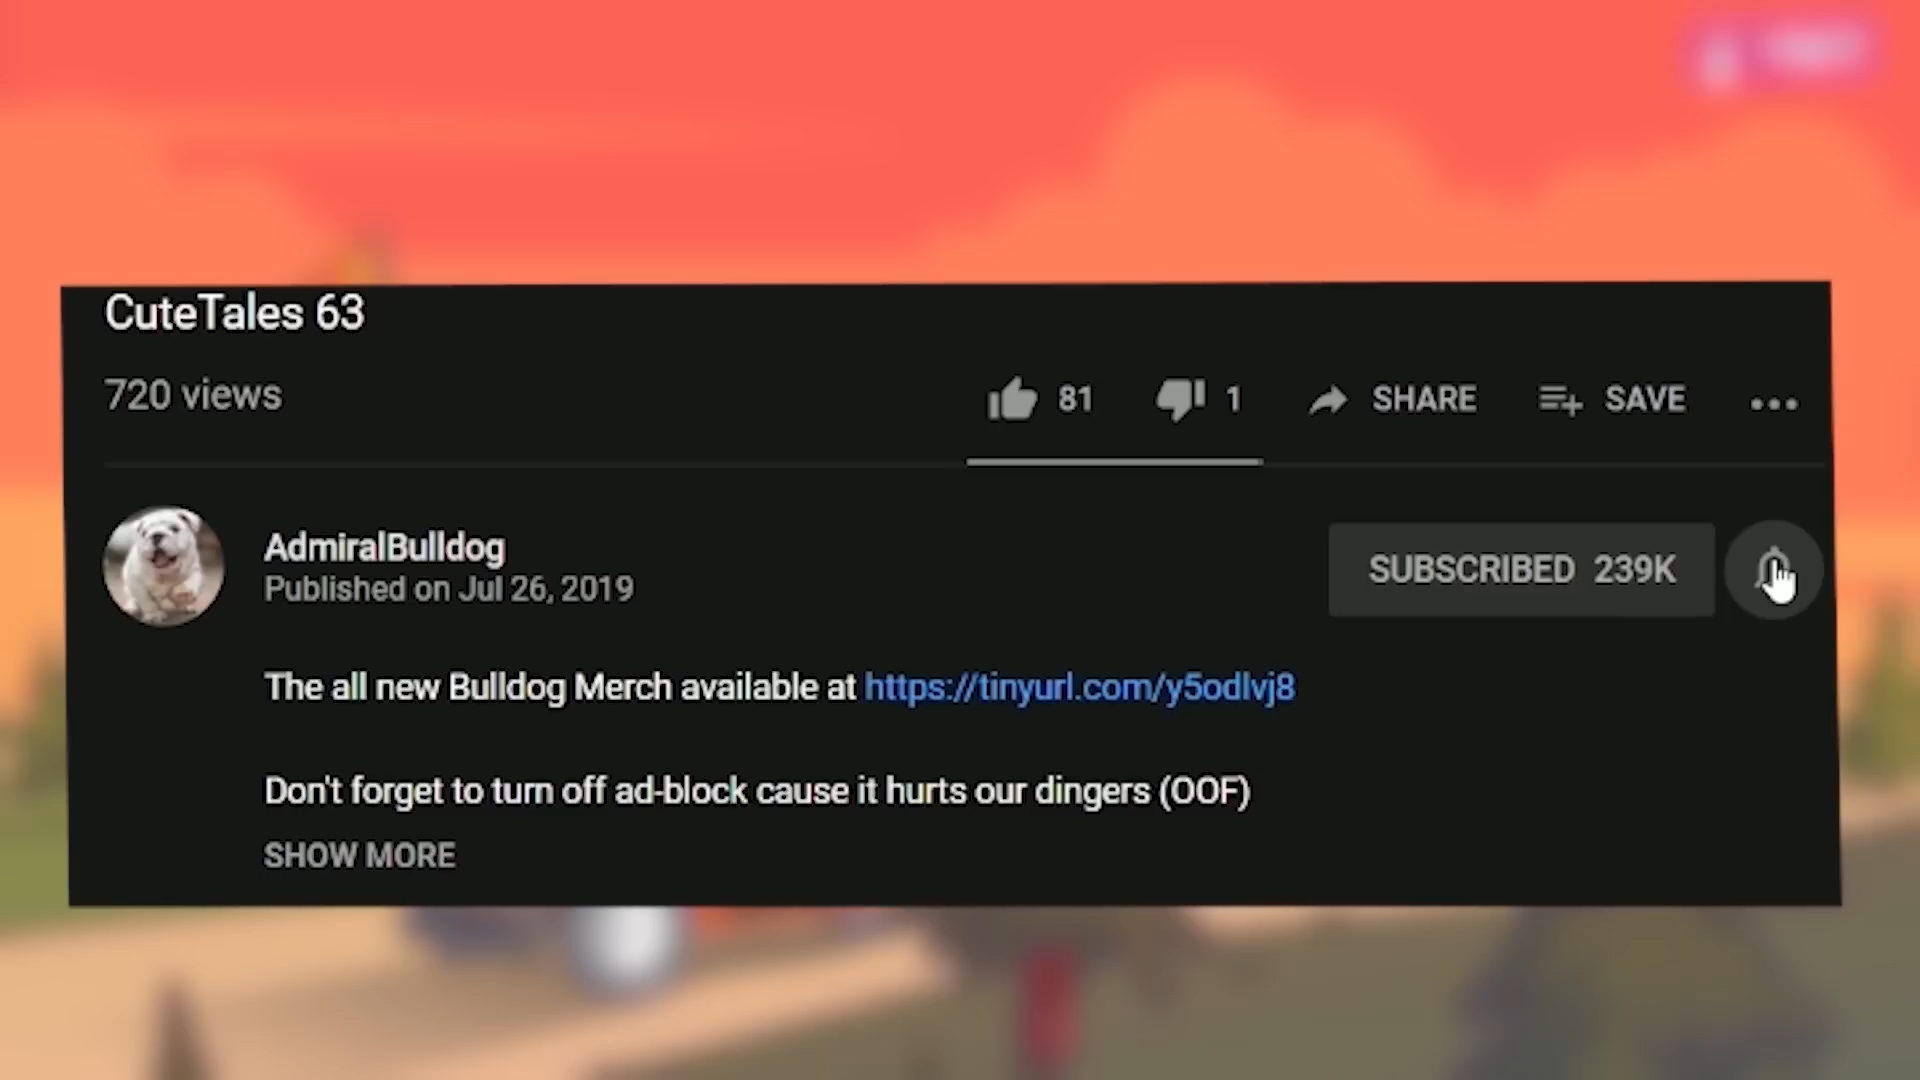 CuteTales 63
720 views
81
1
SHARE
SAVE
AdmiralBulldog
Published on Jul 26, 2019
SUBSCRIBED 239K
The all new Bulldog Merch available at https://tinyurl.com/y5odlvj8
Don't forget to turn off ad-block cause it hurts our dingers (OOF)
SHOW MORE